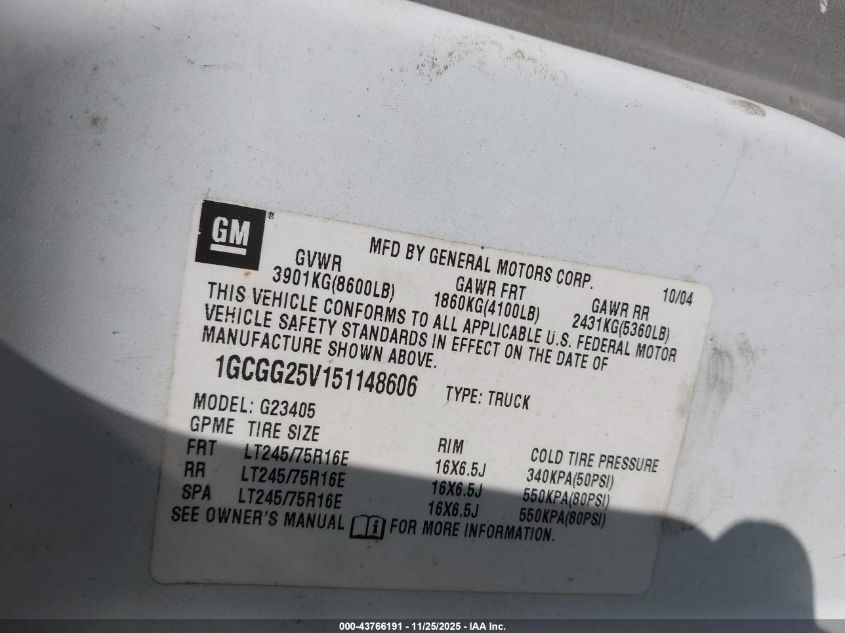 GM ®
MFD BY GENERAL MOTORS CORP. 10/04
GVWR GAWR FRT GAWR RR
3901KG(8600LB) 1860KG(4100LB) 2431KG(5360LB)
THIS VEHICLE CONFORMS TO ALL APPLICABLE U.S. FEDERAL MOTOR
VEHICLE SAFETY STANDARDS IN EFFECT ON THE DATE OF
MANUFACTURE SHOWN ABOVE.
1GCGG25V151148606 TYPE: TRUCK
MODEL: G23405
GPME TIRE SIZE RIM COLD TIRE PRESSURE
FRT LT245/75R16E 16X6.5J 340KPA(50PSI)
RR LT245/75R16E 16X6.5J 550KPA(80PSI)
SPA LT245/75R16E 16X6.5J 550KPA(80PSI)
SEE OWNER'S MANUAL i FOR MORE INFORMATION.
000-43766191 - 11/25/2025 - IAA Inc.